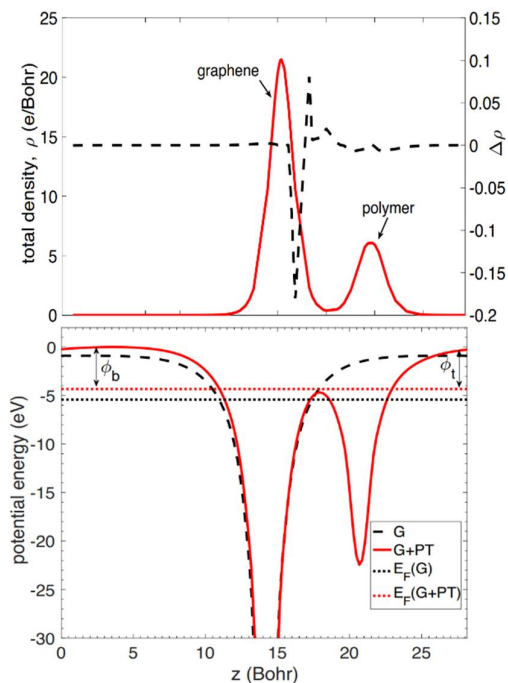 total density, ρ (e/Bohr)
25
20
15
10
5
0
graphene
polymer
0.15
0.1
0.05
0
-0.05
-0.1
-0.15
-0.2
Δρ
potential energy (eV)
0
-5
-10
-15
-20
-25
-30
ϕb
ϕt
G
G+PT
EF(G)
EF(G+PT)
0 5 10 15 20 25
z (Bohr)